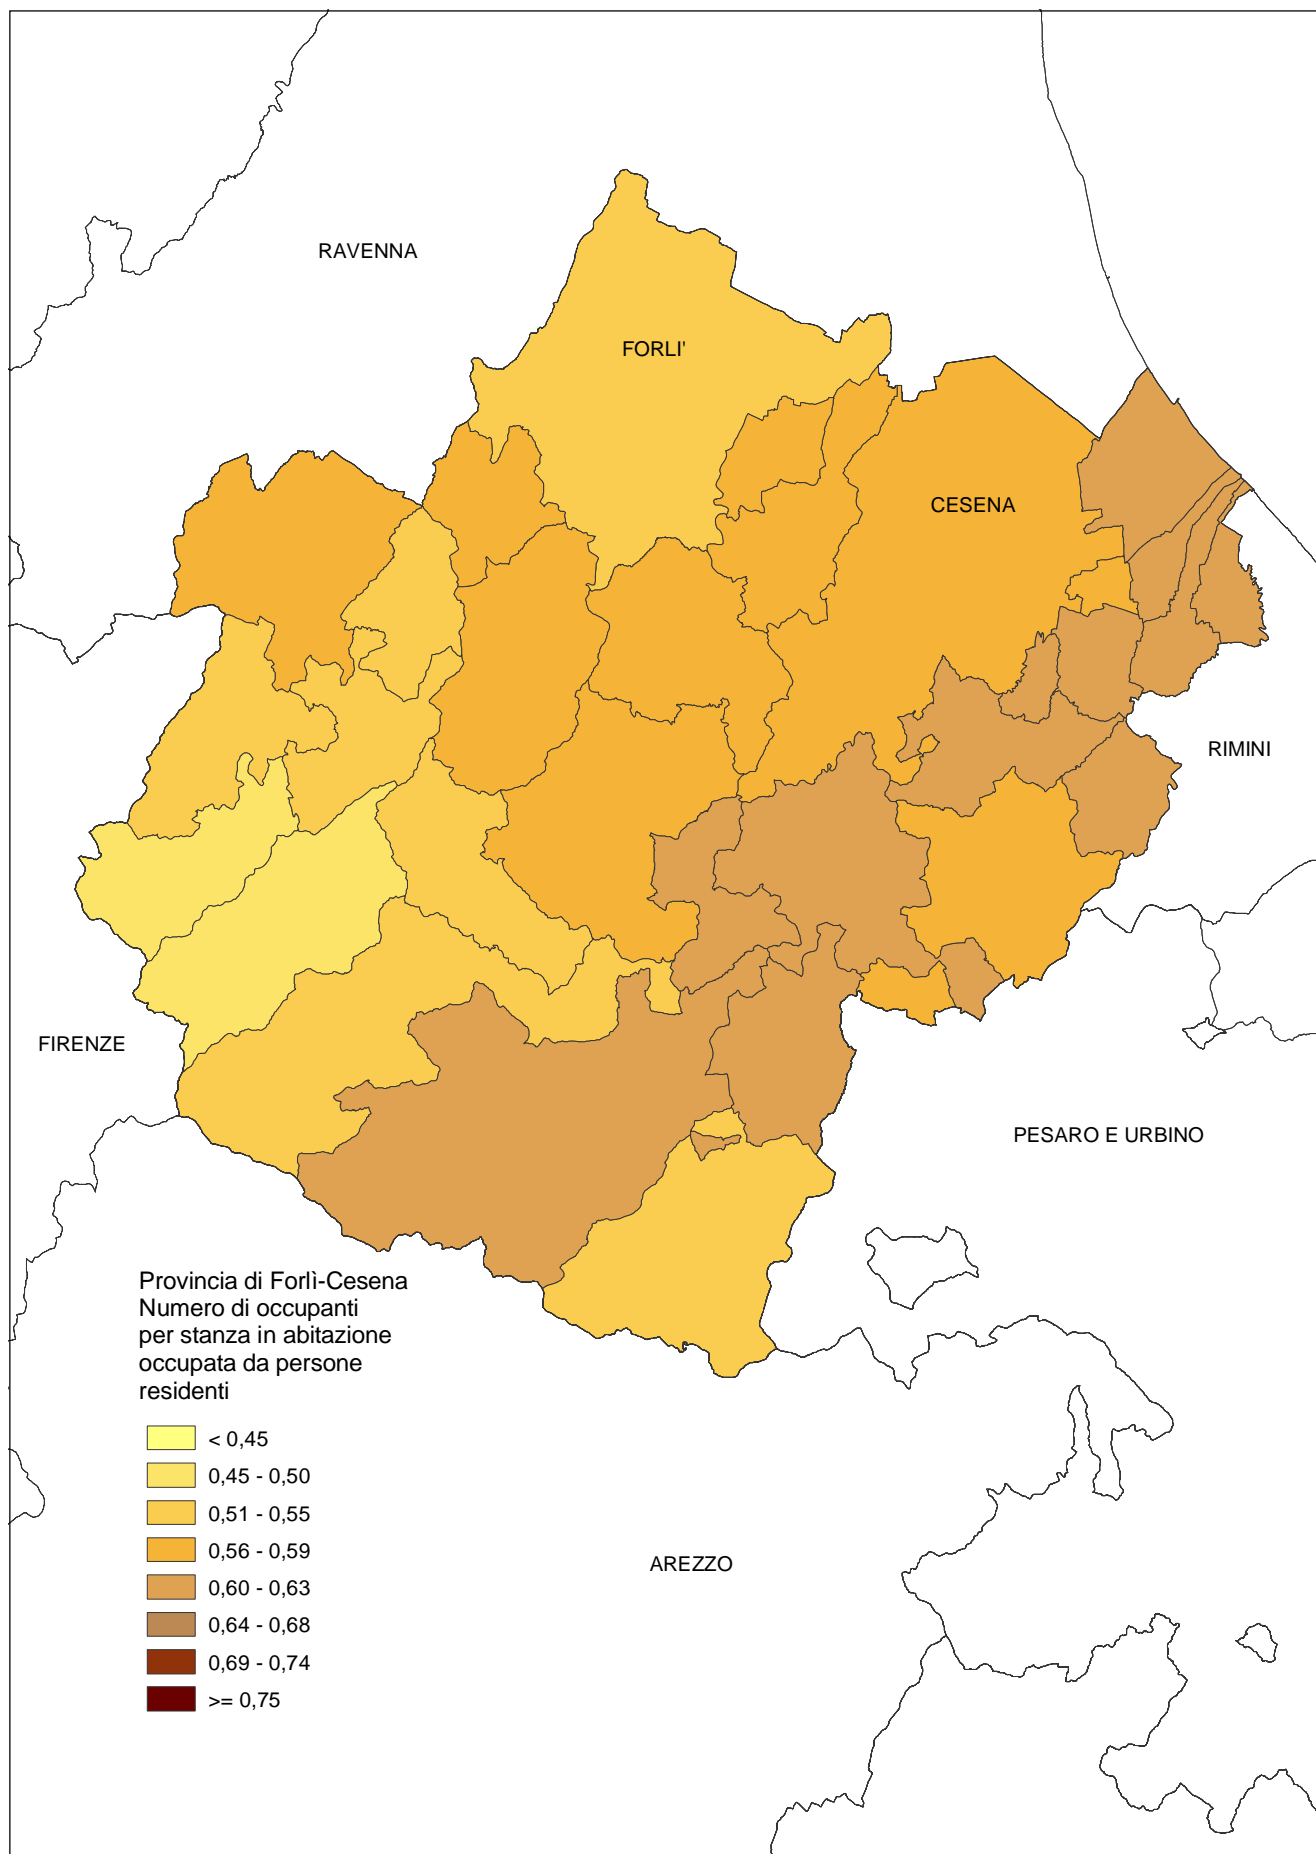 RAVENNA
FORLI'
CESENA
RIMINI
FIRENZE
PESARO E URBINO
Provincia di Forlì-Cesena
Numero di occupanti
per stanza in abitazione
occupata da persone
residenti
< 0,45
0,45 - 0,50
0,51 - 0,55
0,56 - 0,59
0,60 - 0,63
0,64 - 0,68
0,69 - 0,74
>= 0,75
AREZZO